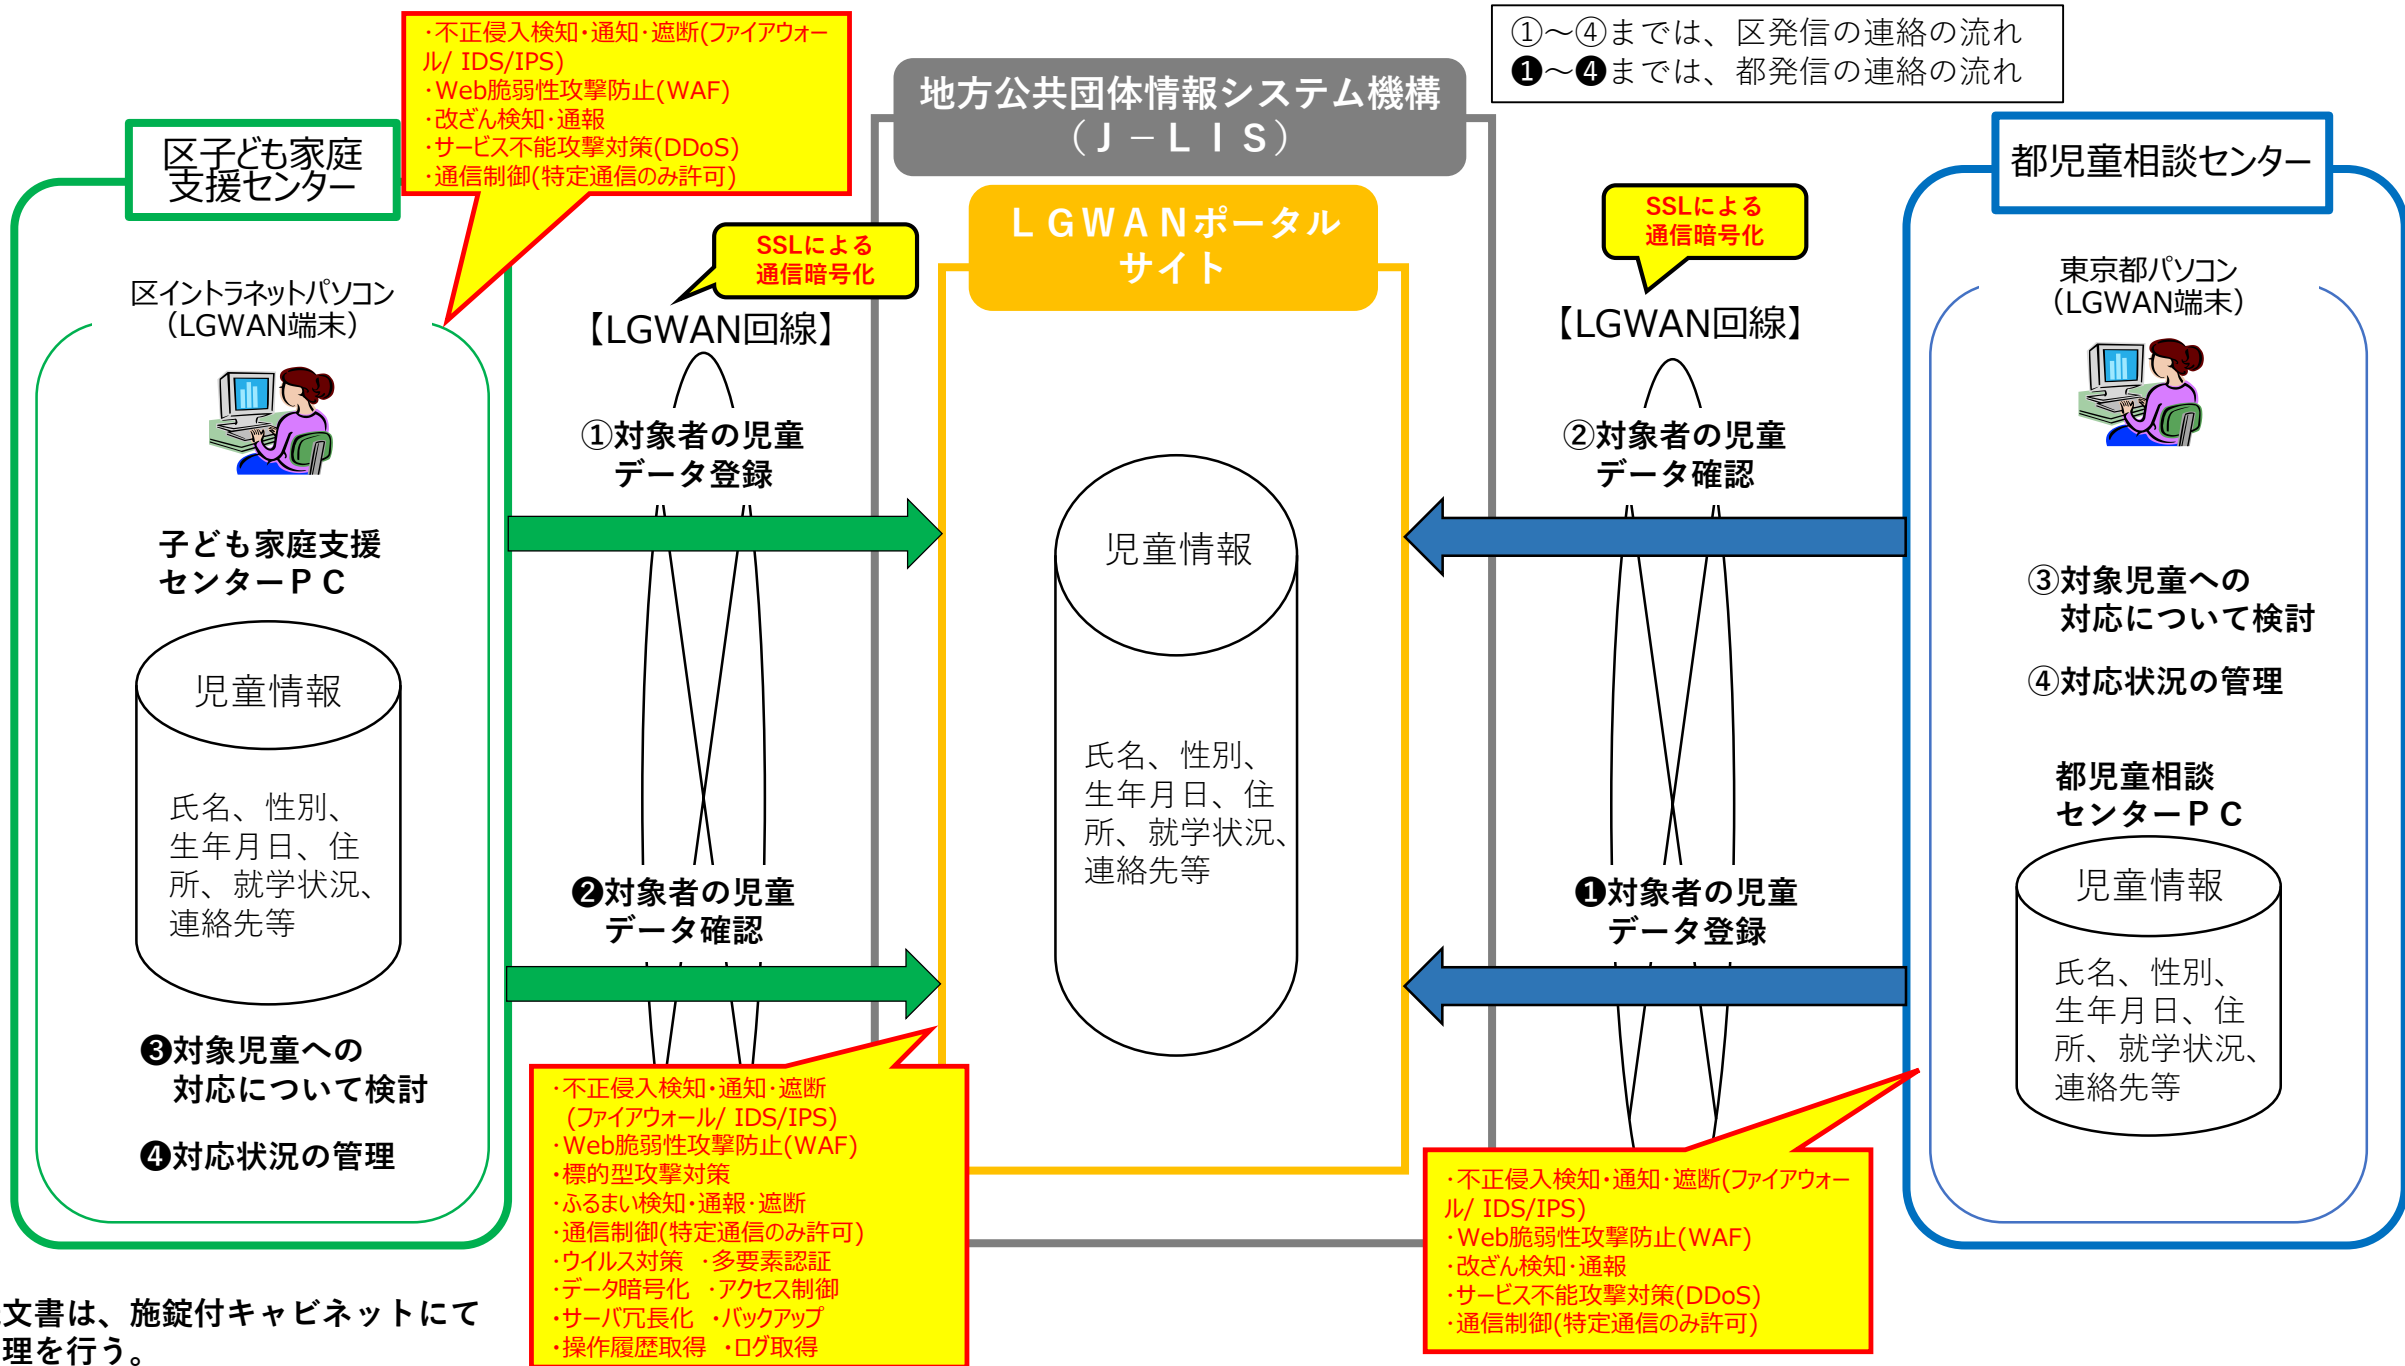 ・不正侵入検知・通知・遮断(ファイアウォー
ル/ IDS/IPS)
・Web脆弱性攻撃防止(WAF)
・改ざん検知・通報
・サービス不能攻撃対策(DDoS)
・通信制御(特定通信のみ許可)
①～④までは、区発信の連絡の流れ
❶～❹までは、都発信の連絡の流れ
地方公共団体情報システム機構
（Ｊ－ＬＩＳ）
区子ども家庭
支援センター
都児童相談センター
ＬＧＷＡＮポータル
サイト
SSLによる
通信暗号化
SSLによる
通信暗号化
区イントラネットパソコン
（LGWAN端末）
【LGWAN回線】
【LGWAN回線】
東京都パソコン
（LGWAN端末）
①対象者の児童
データ登録
②対象者の児童
データ確認
子ども家庭支援
センターＰＣ
児童情報
氏名、性別、
生年月日、住
所、就学状況、
連絡先等
児童情報
氏名、性別、
生年月日、住
所、就学状況、
連絡先等
③対象児童への
対応について検討
④対応状況の管理
都児童相談
センターＰＣ
児童情報
氏名、性別、
生年月日、住
所、就学状況、
連絡先等
❷対象者の児童
データ確認
❶対象者の児童
データ登録
❸対象児童への
対応について検討
❹対応状況の管理
・不正侵入検知・通知・遮断
(ファイアウォール/ IDS/IPS)
・Web脆弱性攻撃防止(WAF)
・標的型攻撃対策
・ふるまい検知・通報・遮断
・通信制御(特定通信のみ許可)
・ウイルス対策　・多要素認証
・データ暗号化　・アクセス制御
・サーバ冗長化　・バックアップ
・操作履歴取得　・ログ取得
・不正侵入検知・通知・遮断(ファイアウォー
ル/ IDS/IPS)
・Web脆弱性攻撃防止(WAF)
・改ざん検知・通報
・サービス不能攻撃対策(DDoS)
・通信制御(特定通信のみ許可)
文書は、施錠付キャビネットにて
理を行う。